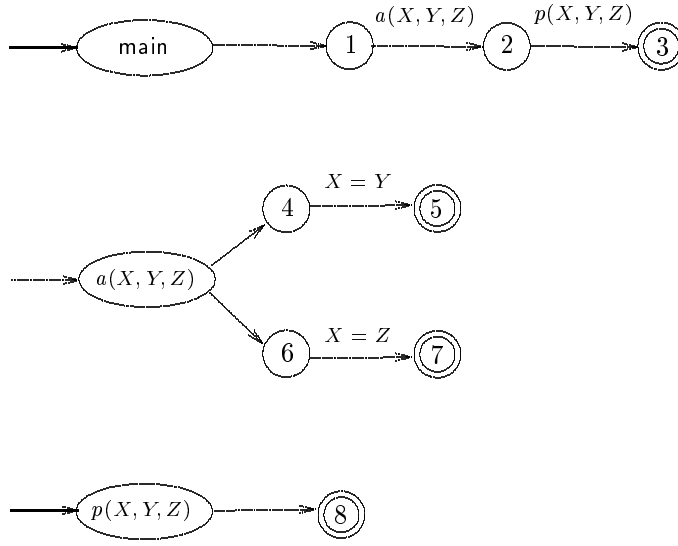 a(X, Y, Z) p(X, Y, Z)
main 1 2 3
X = Y
4 5
a(X, Y, Z)
X = Z
6 7
p(X, Y, Z) 8